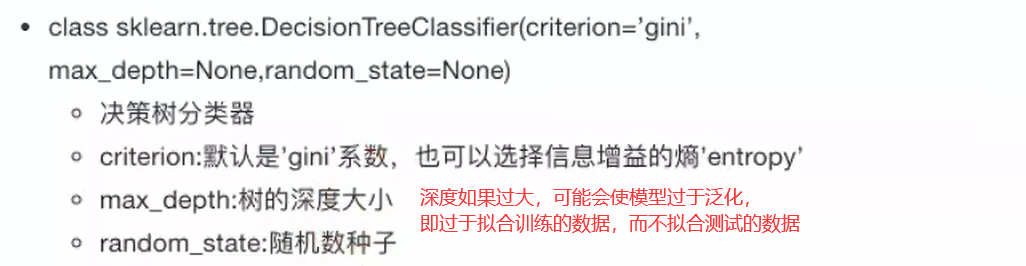 • class sklearn.tree.DecisionTreeClassifier(criterion=’gini’,
max_depth=None,random_state=None)
◦ 决策树分类器
◦ criterion:默认是’gini’系数，也可以选择信息增益的熵’entropy’
◦ max_depth:树的深度大小
深度如果过大，可能会使模型过于泛化，
即过于拟合训练的数据，而不拟合测试的数据
◦ random_state:随机数种子